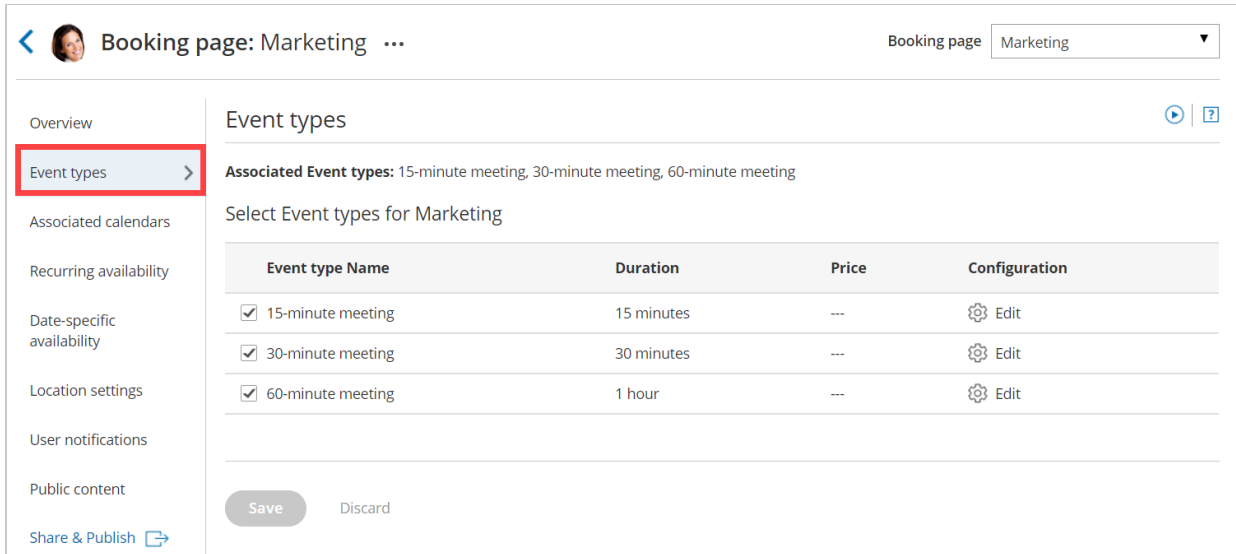 Booking page: Marketing ...
Booking page Marketing
Overview
Event types
Associated calendars
Recurring availability
Date-specific
availability
Location settings
User notifications
Public content
Share & Publish
Event types
?
Associated Event types: 15-minute meeting, 30-minute meeting, 60-minute meeting
Select Event types for Marketing
Event type Name Duration Price Configuration
15-minute meeting 15 minutes --- Edit
30-minute meeting 30 minutes --- Edit
60-minute meeting 1 hour --- Edit
Save Discard